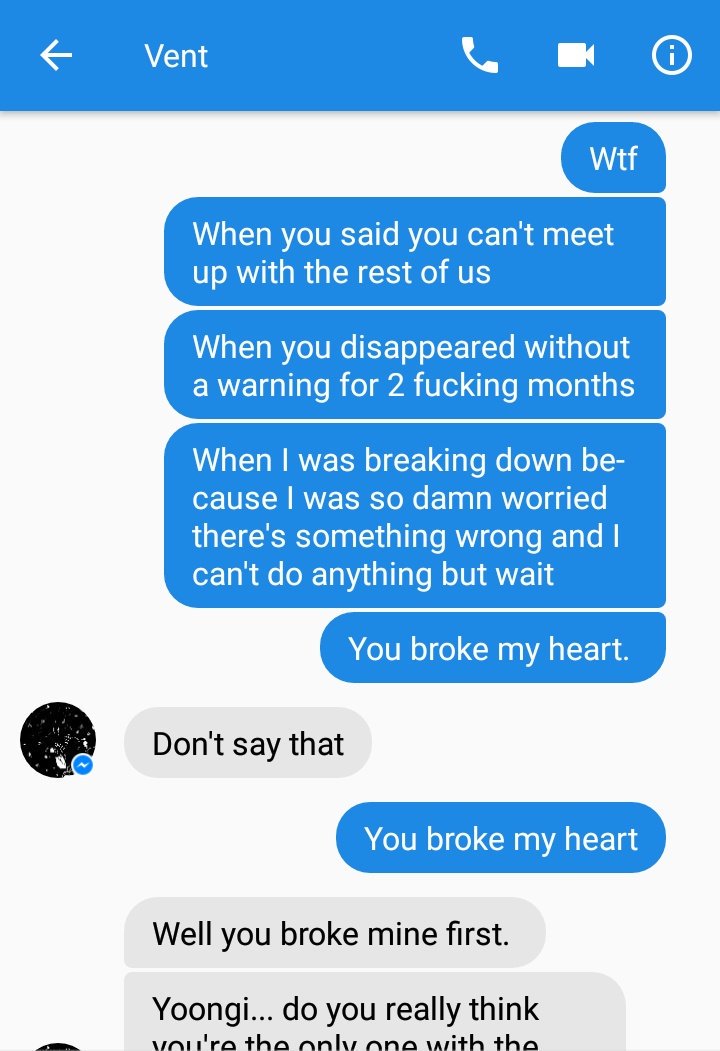 Vent
Wtf
When you said you can't meet
up with the rest of us
When you disappeared without
a warning for 2 fucking months
When I was breaking down be-
cause I was so damn worried
there's something wrong and I
can't do anything but wait
You broke my heart.
Don't say that
You broke my heart
Well you broke mine first.
Yoongi... do you really think
you're the only one with the